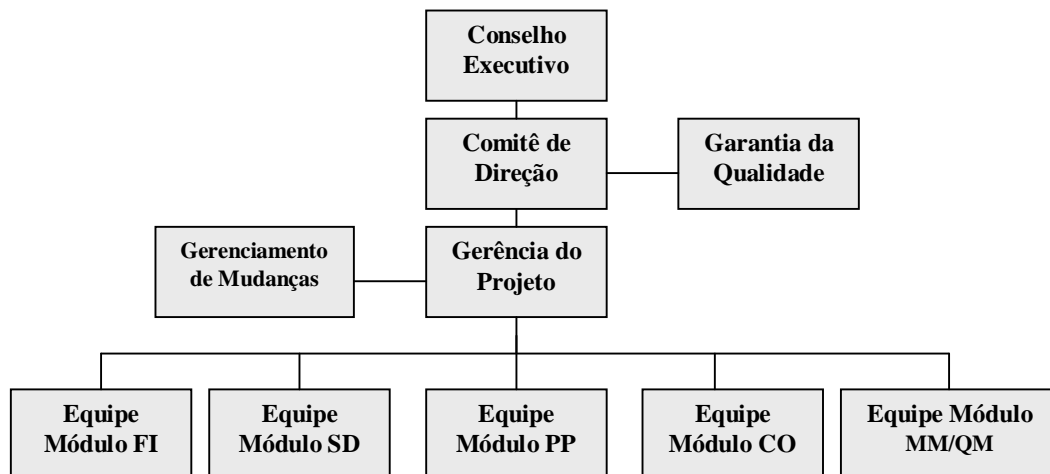 Conselho
Executivo
Comitê de
Direção
Garantia da
Qualidade
Gerenciamento
de Mudanças
Gerência do
Projeto
Equipe
Módulo FI
Equipe
Módulo SD
Equipe
Módulo PP
Equipe
Módulo CO
Equipe Módulo
MM/QM